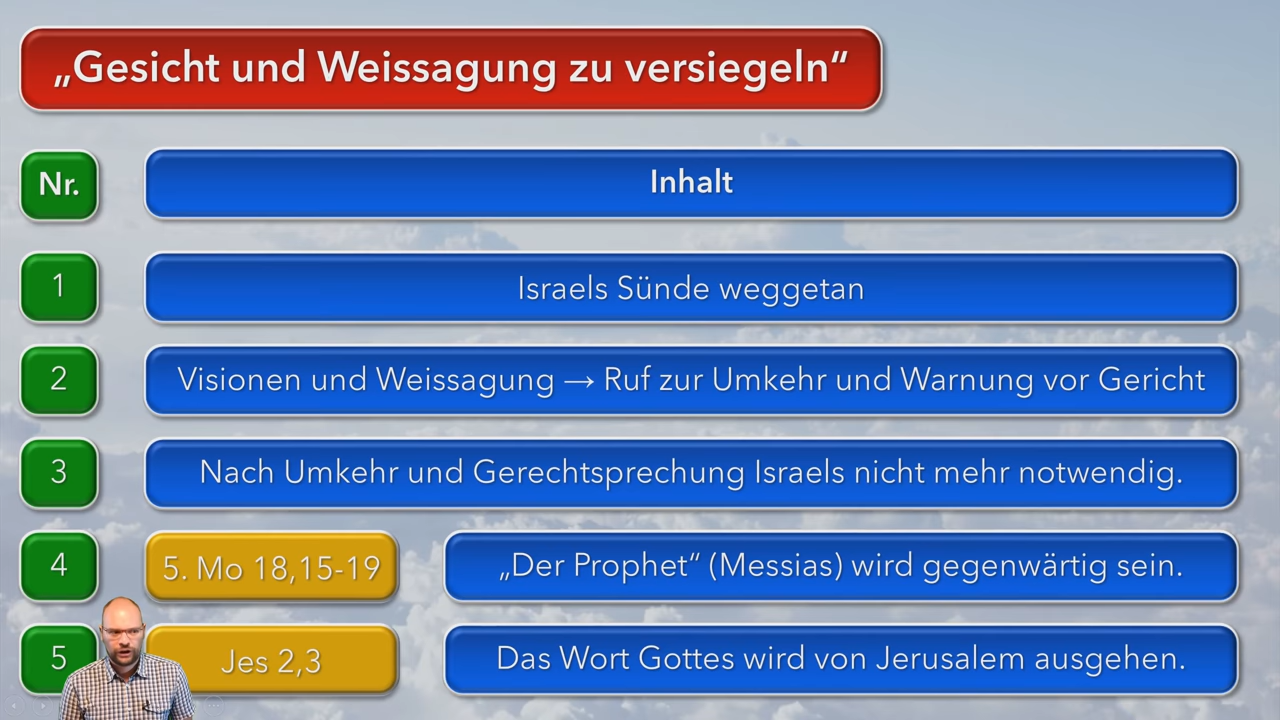 „Gesicht und Weissagung zu versiegeln“
Nr. Inhalt
1 Israels Sünde weggetan
2 Visionen und Weissagung → Ruf zur Umkehr und Warnung vor Gericht
3 Nach Umkehr und Gerechtsprechung Israels nicht mehr notwendig.
4 5. Mo 18,15-19 „Der Prophet“ (Messias) wird gegenwärtig sein.
5 Jes 2,3 Das Wort Gottes wird von Jerusalem ausgehen.